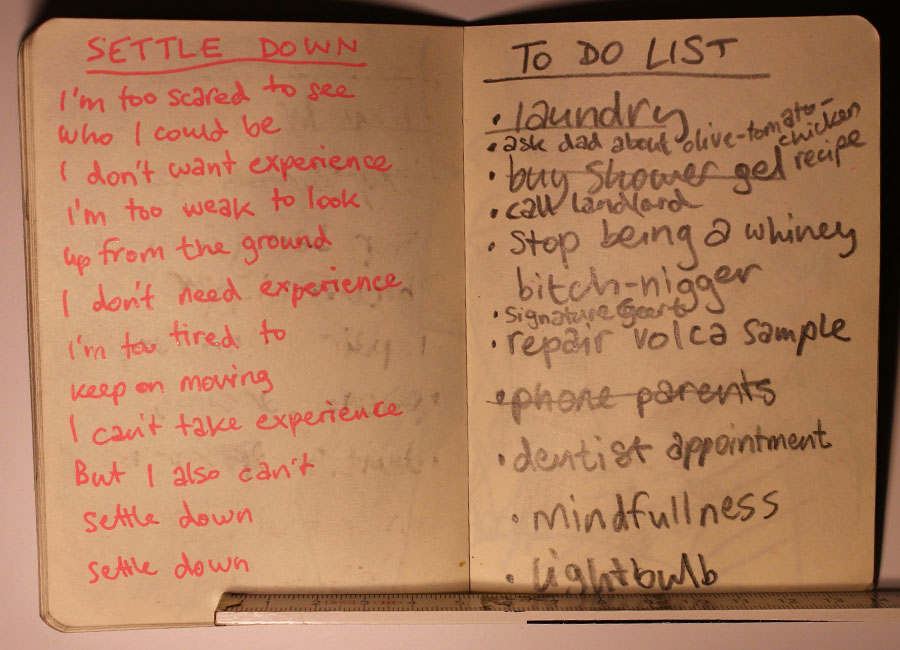 SETTLE DOWN
I'm too scared to see
who I could be
I don't want experience
I'm too weak to look
up from the ground
I don't need experience
I'm too tired to
keep on moving
I can't take experience
But I also can't
settle down
settle down
TO DO LIST
• laundry
• ask dad about olive-tomato-
chicken
recipe
• buy shower gel
• call landlord
• stop being a whiney
bitch-nigger
• signature Geert
• repair volca sample
• phone parents
• dentist appointment
• mindfullness
• lightbulb